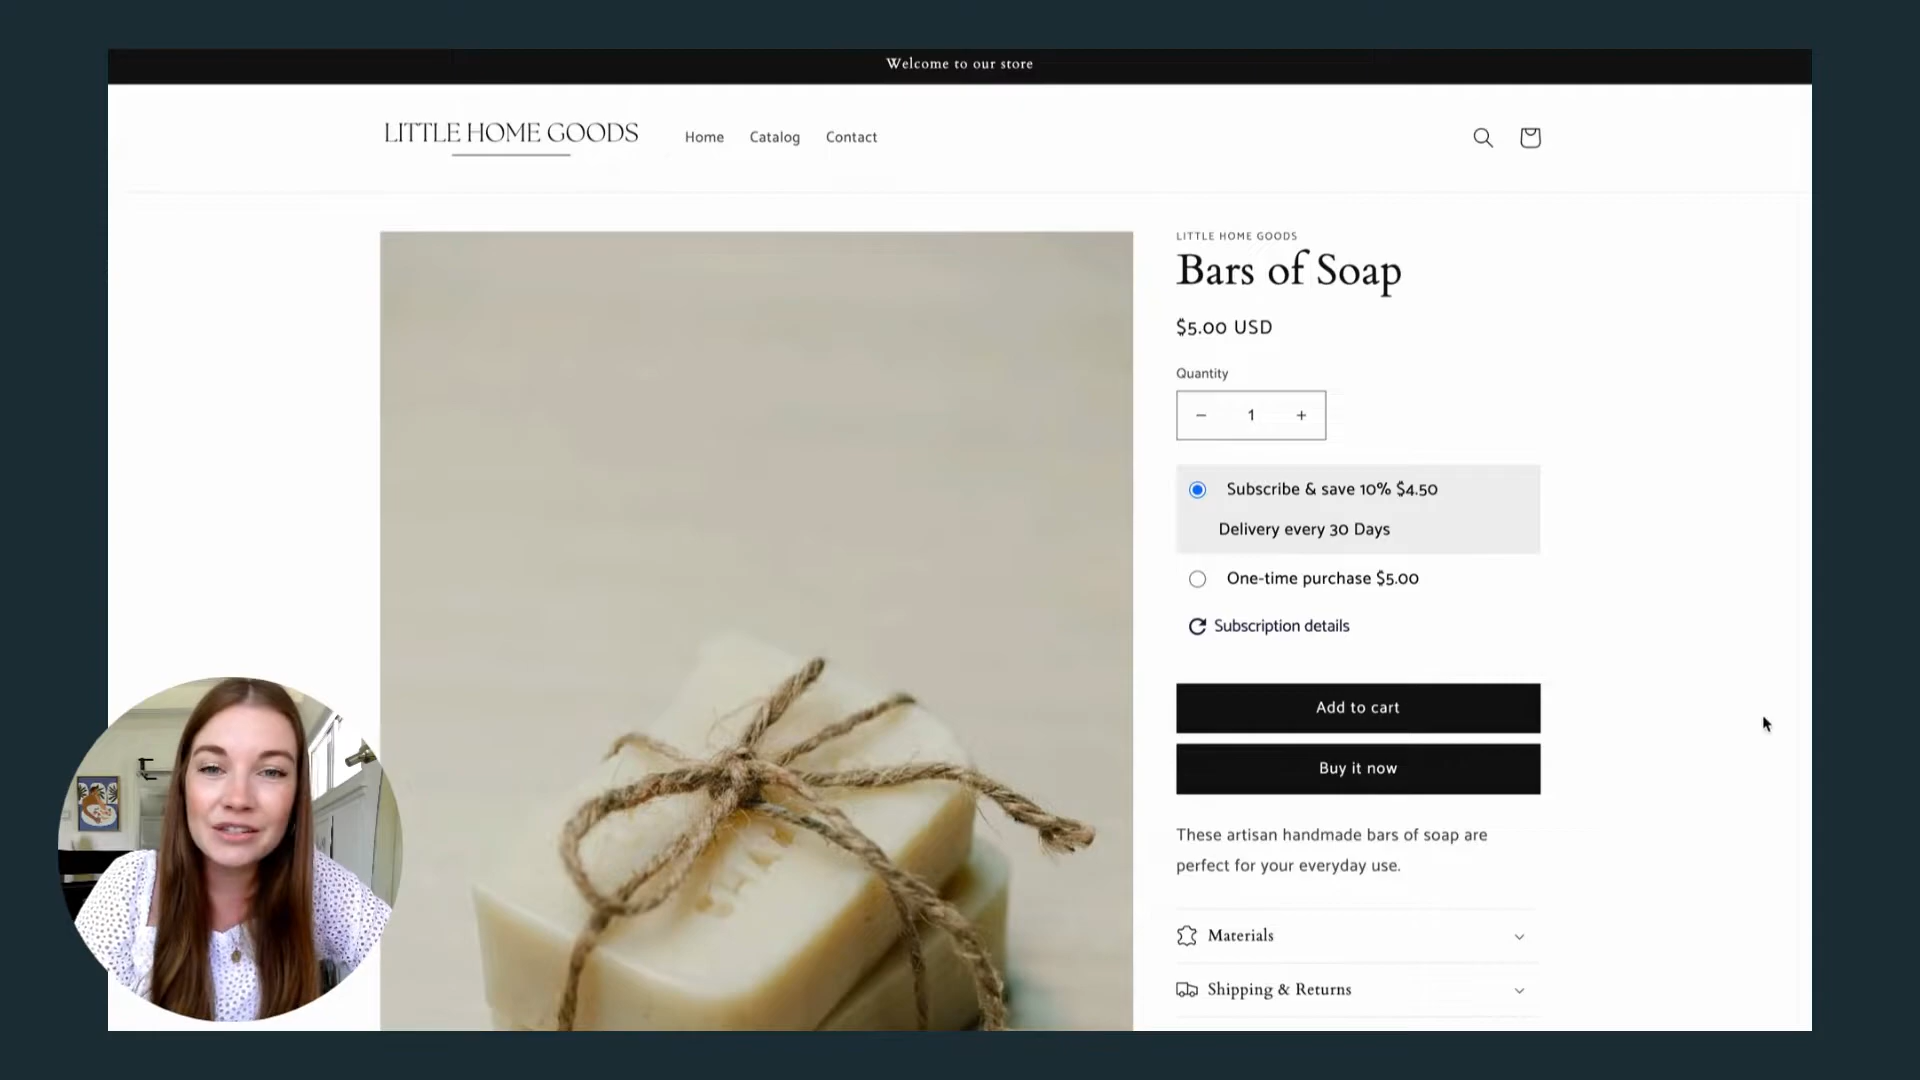 Welcome to our store
LITTLE HOME GOODS
Home
Catalog
Contact
LITTLE HOME GOODS
Bars of Soap
$5.00 USD
Quantity
− 1 +
Subscribe & save 10% $4.50
Delivery every 30 Days
One-time purchase $5.00
Subscription details
Add to cart
Buy it now
These artisan handmade bars of soap are
perfect for your everyday use.
Materials
Shipping & Returns